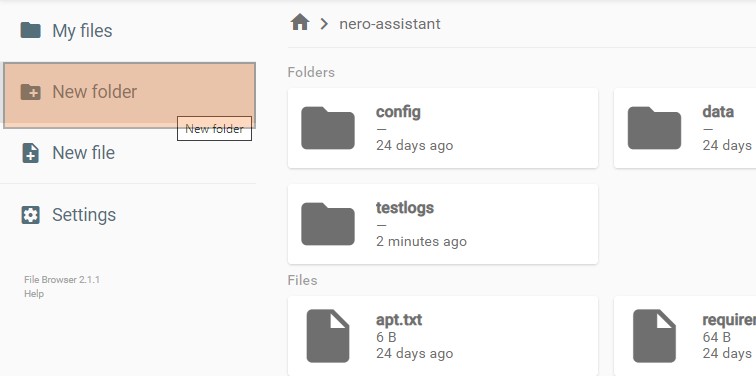 My files
New folder
New folder
New file
Settings
File Browser 2.1.1
Help
nero-assistant
Folders
config
—
24 days ago
data
—
24 days
testlogs
—
2 minutes ago
Files
apt.txt
6 B
24 days ago
requirer
64 B
24 days